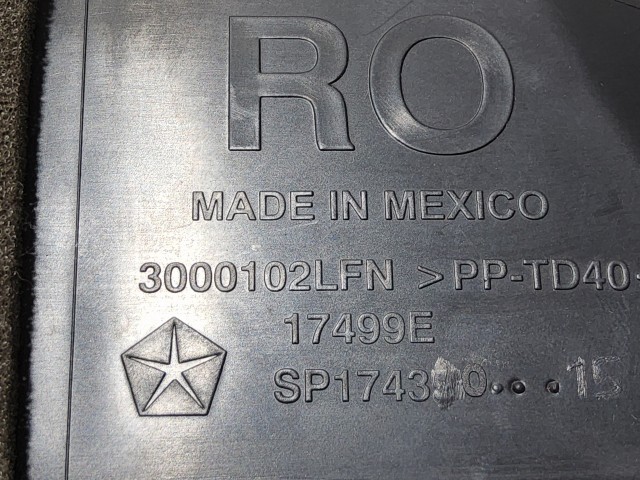 RO
MADE IN MEXICO
3000102LFN >PP-TD40
17499E